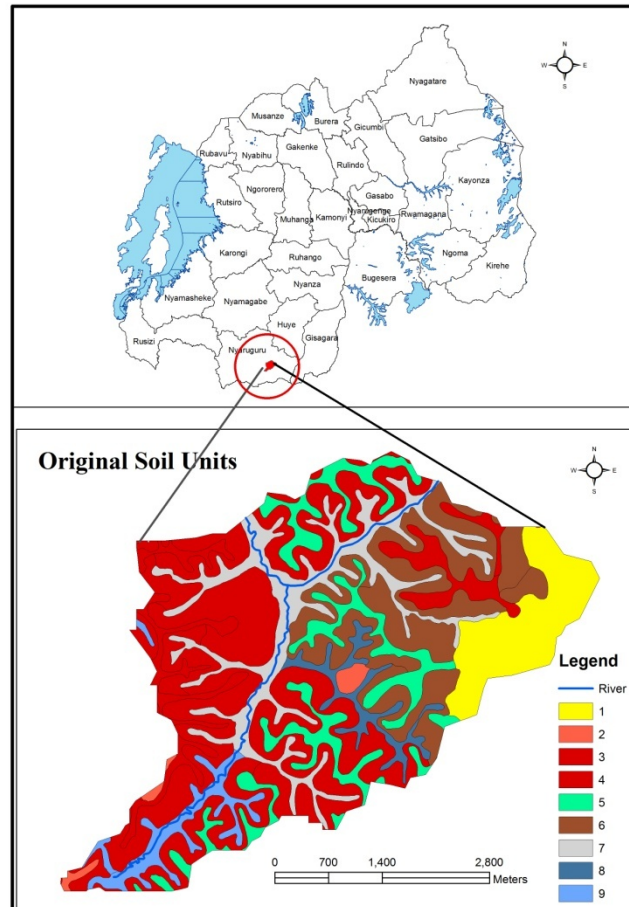 N
W E
S
Nyagatare
Musanze
Burera
Gicumbi
Gatsibo
Rubavu
Nyabihu
Gakenke
Rulindo
Kayonza
Ngororero
Rutsiro
Gasabo
Muhanga
Kamonyi
Nyarugenge
Kicukiro
Rwamagana
Karongi
Ruhango
Ngoma
Kirehe
Bugesera
Nyamasheke
Nyamagabe
Nyanza
Rusizi
Huye
Gisagara
Nyaruguru
Original Soil Units
N
W E
S
Legend
River
1
2
3
4
5
6
7
8
9
0 700 1,400 2,800
Meters